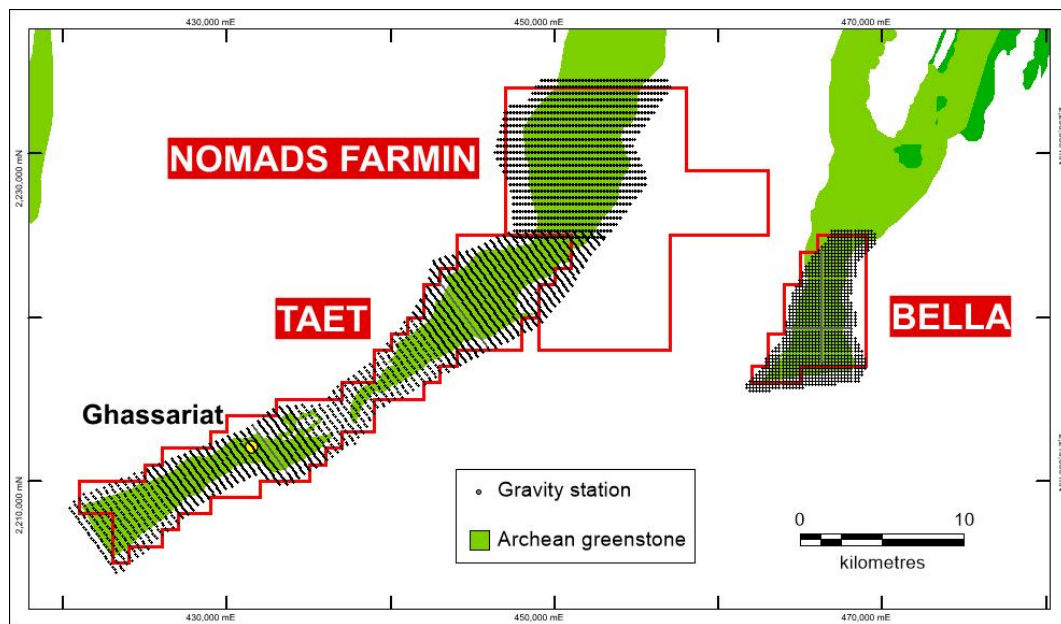 430,000 mE
450,000 mE
470,000 mE
2,230,000 mN
NOMADS FARMIN
TAET
BELLA
Ghassariat
2,210,000 mN
Gravity station
Archean greenstone
0 10
kilometres
430,000 mE
450,000 mE
470,000 mE